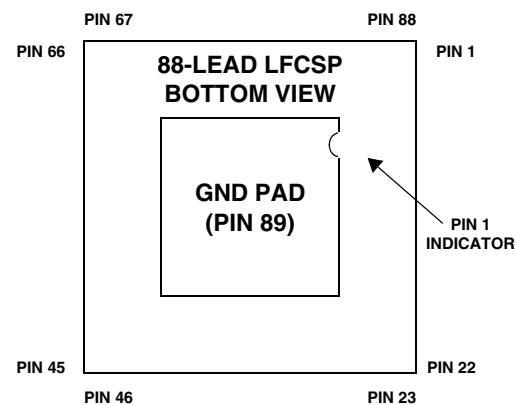 PIN 67
PIN 88
PIN 66
PIN 1
88-LEAD LFCSP
BOTTOM VIEW
GND PAD
(PIN 89)
PIN 1
INDICATOR
PIN 45
PIN 22
PIN 46
PIN 23